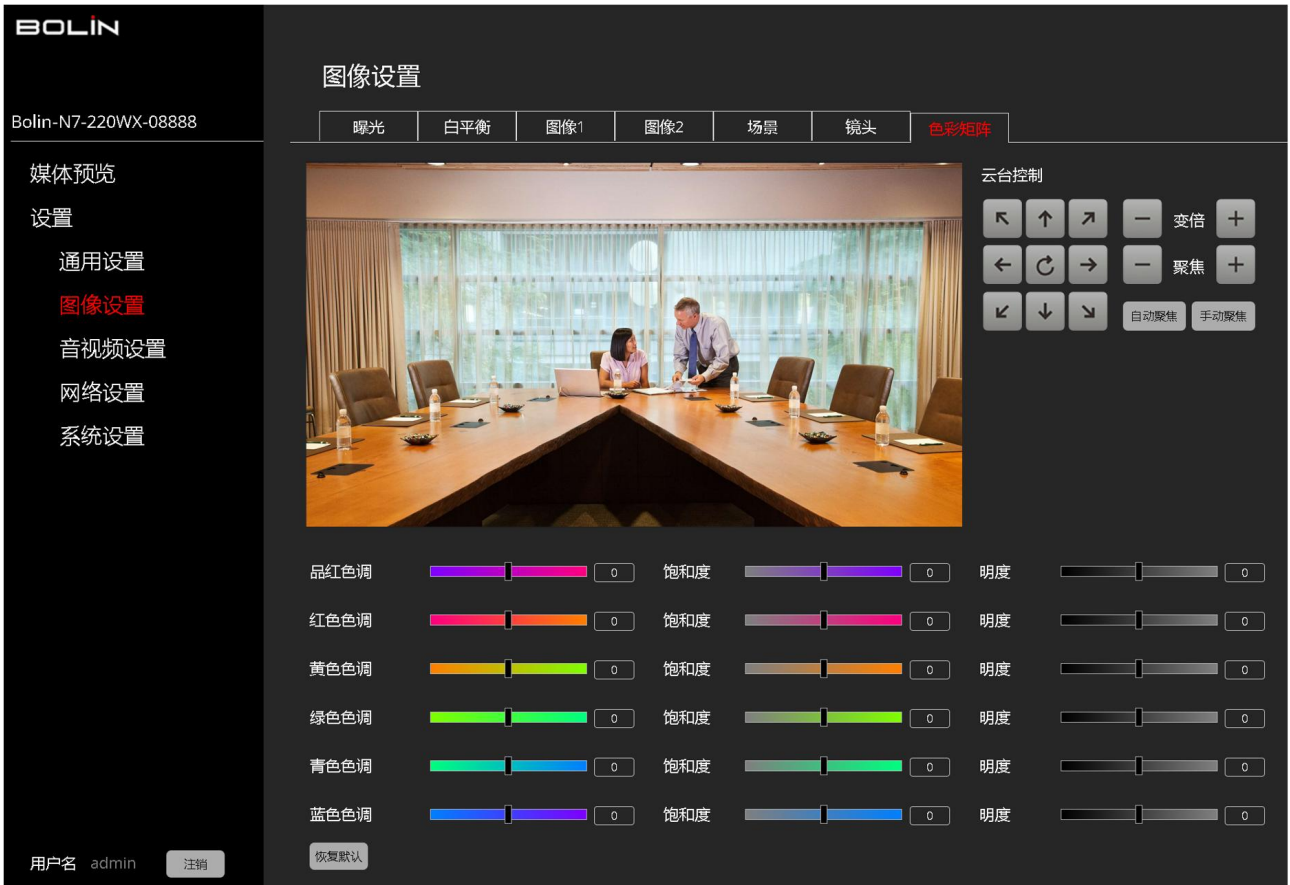 BOLIN
Bolin-N7-220WX-08888
媒体预览
设置
通用设置
图像设置
音视频设置
网络设置
系统设置
用户名 admin 注销
图像设置
曝光 白平衡 图像1 图像2 场景 镜头 色彩矩阵
云台控制
变倍
聚焦
自动聚焦 手动聚焦
品红色调 0 饱和度 0 明度 0
红色色调 0 饱和度 0 明度 0
黄色色调 0 饱和度 0 明度 0
绿色色调 0 饱和度 0 明度 0
青色色调 0 饱和度 0 明度 0
蓝色色调 0 饱和度 0 明度 0
恢复默认